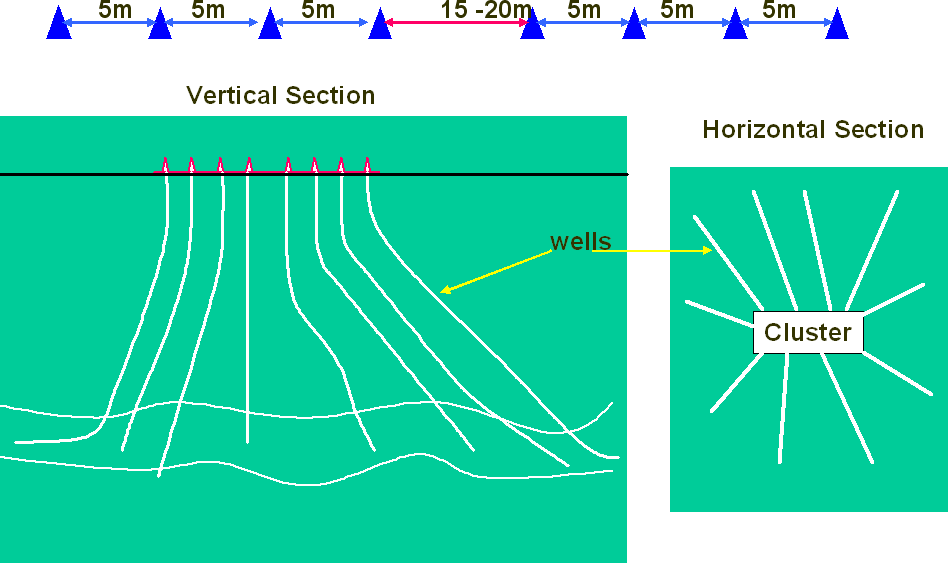 5m 5m 5m 15 -20m 5m 5m 5m
Vertical Section
Horizontal Section
wells
Cluster